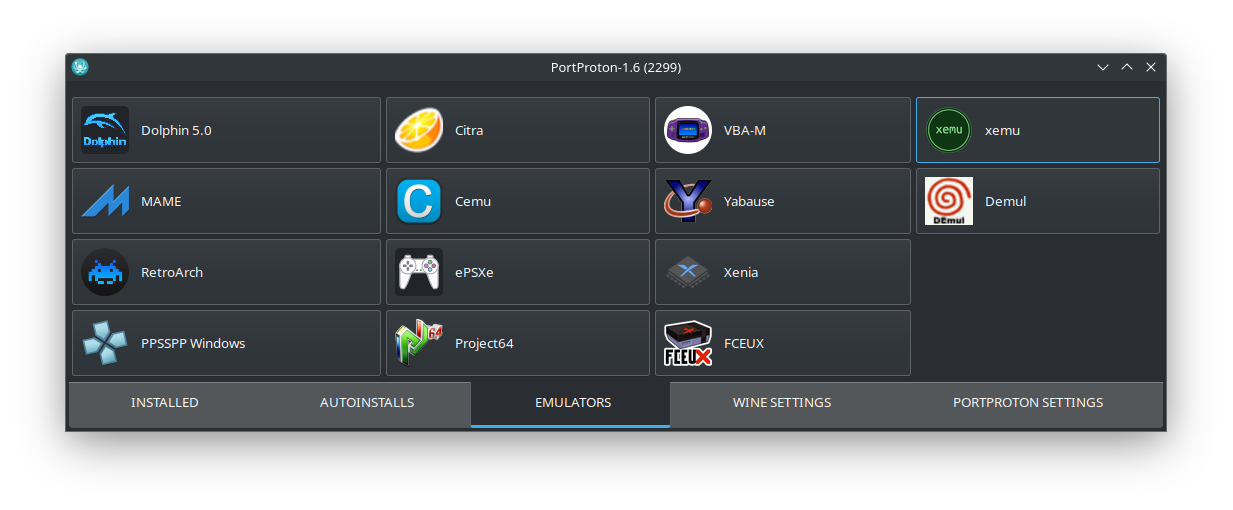 PortProton-1.6 (2299)
Dolphin Dolphin 5.0
Citra
VBA-M
xemu xemu
MAME
C Cemu
Y Yabause
DEmul Demul
RetroArch
ePSXe
X Xenia
PPSSPP Windows
N 64 Project64
FCEUX FCEUX
INSTALLED
AUTOINSTALLS
EMULATORS
WINE SETTINGS
PORTPROTON SETTINGS